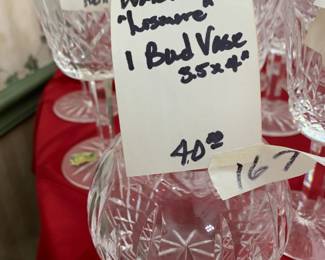 "Lismore"
1 Bud Vase
3.5 x 4"
40.00
167